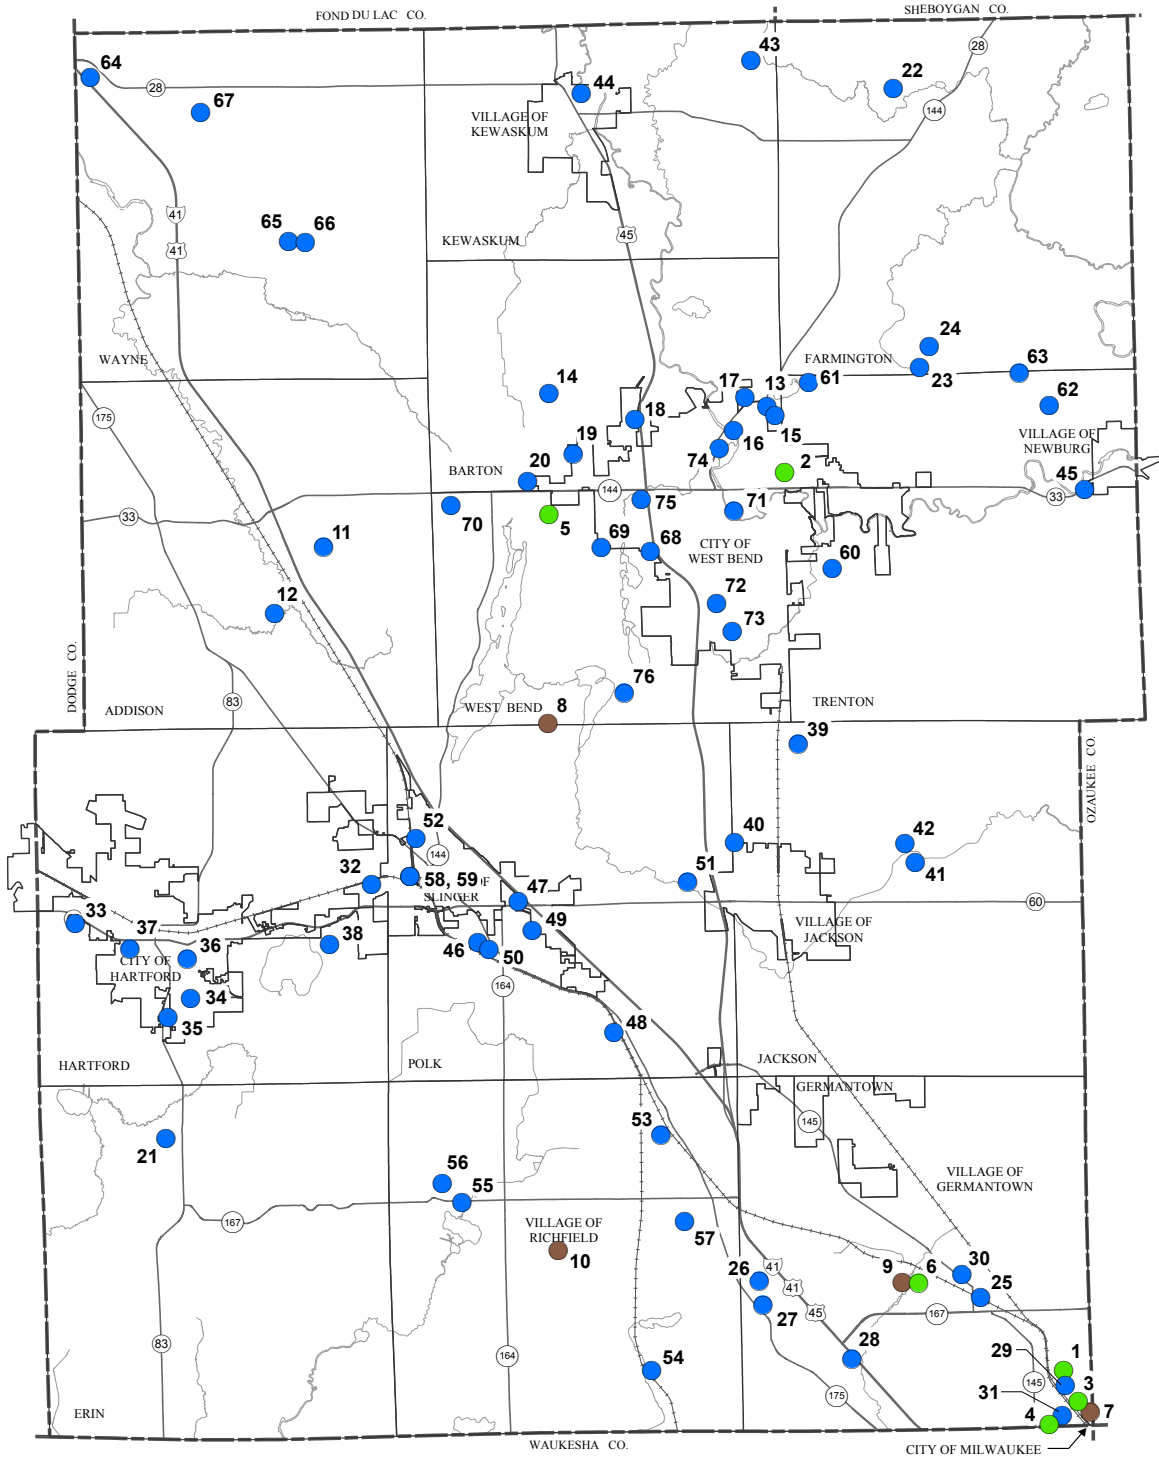 FOND DU LAC CO.
SHEBOYGAN CO.
64
28
67
44
43
22
28
144
VILLAGE OF
KEWASKUM
41
41
65
66
45
KEWASKUM
WAYNE
FARMINGTON
24
23
63
62
175
14
17
13
61
18
19
16
15
VILLAGE OF
NEWBURG
BARTON
20
74
2
45
33
144
33
70
5
75
71
11
69
68
CITY OF
WEST BEND
60
12
72
73
DODGE CO.
83
76
ADDISON
WEST BEND
8
TRENTON
39
OZAUKEE CO.
52
144
40
42
41
32
58, 59
OF
SLINGER
47
51
60
33
37
36
38
49
VILLAGE OF
JACKSON
CITY OF
HARTFORD
46
50
34
164
35
48
HARTFORD
POLK
JACKSON
GERMANTOWN
145
21
53
56
55
VILLAGE OF
GERMANTOWN
167
VILLAGE OF
RICHFIELD
57
10
26
41
41
45
9
6
30
25
27
167
83
164
54
28
29
1
145
3
175
31
4
7
ERIN
WAUKESHA CO.
CITY OF MILWAUKEE